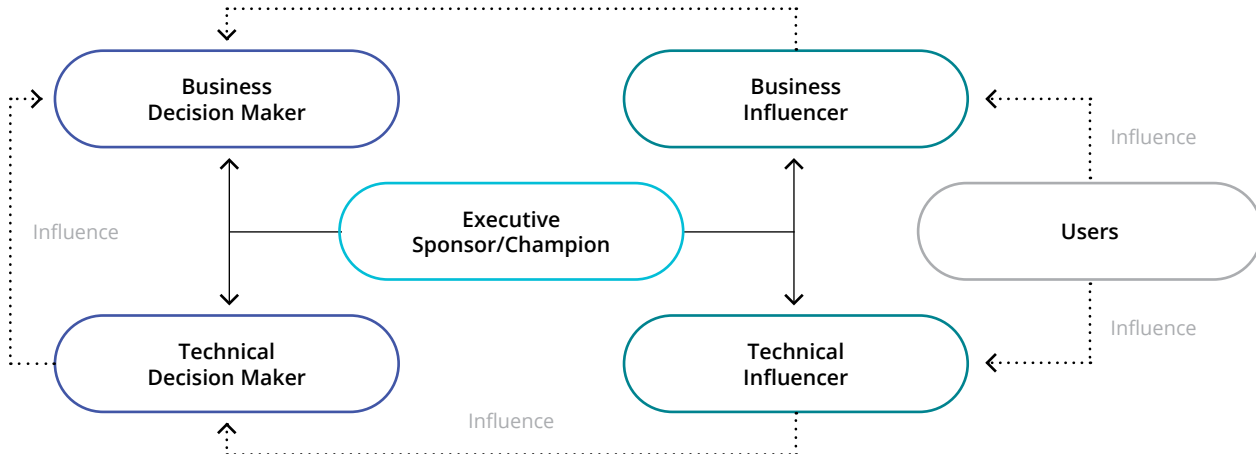 Business
Decision Maker
Business
Influencer
Influence
Influence
Executive
Sponsor/Champion
Users
Influence
Technical
Decision Maker
Technical
Influencer
Influence